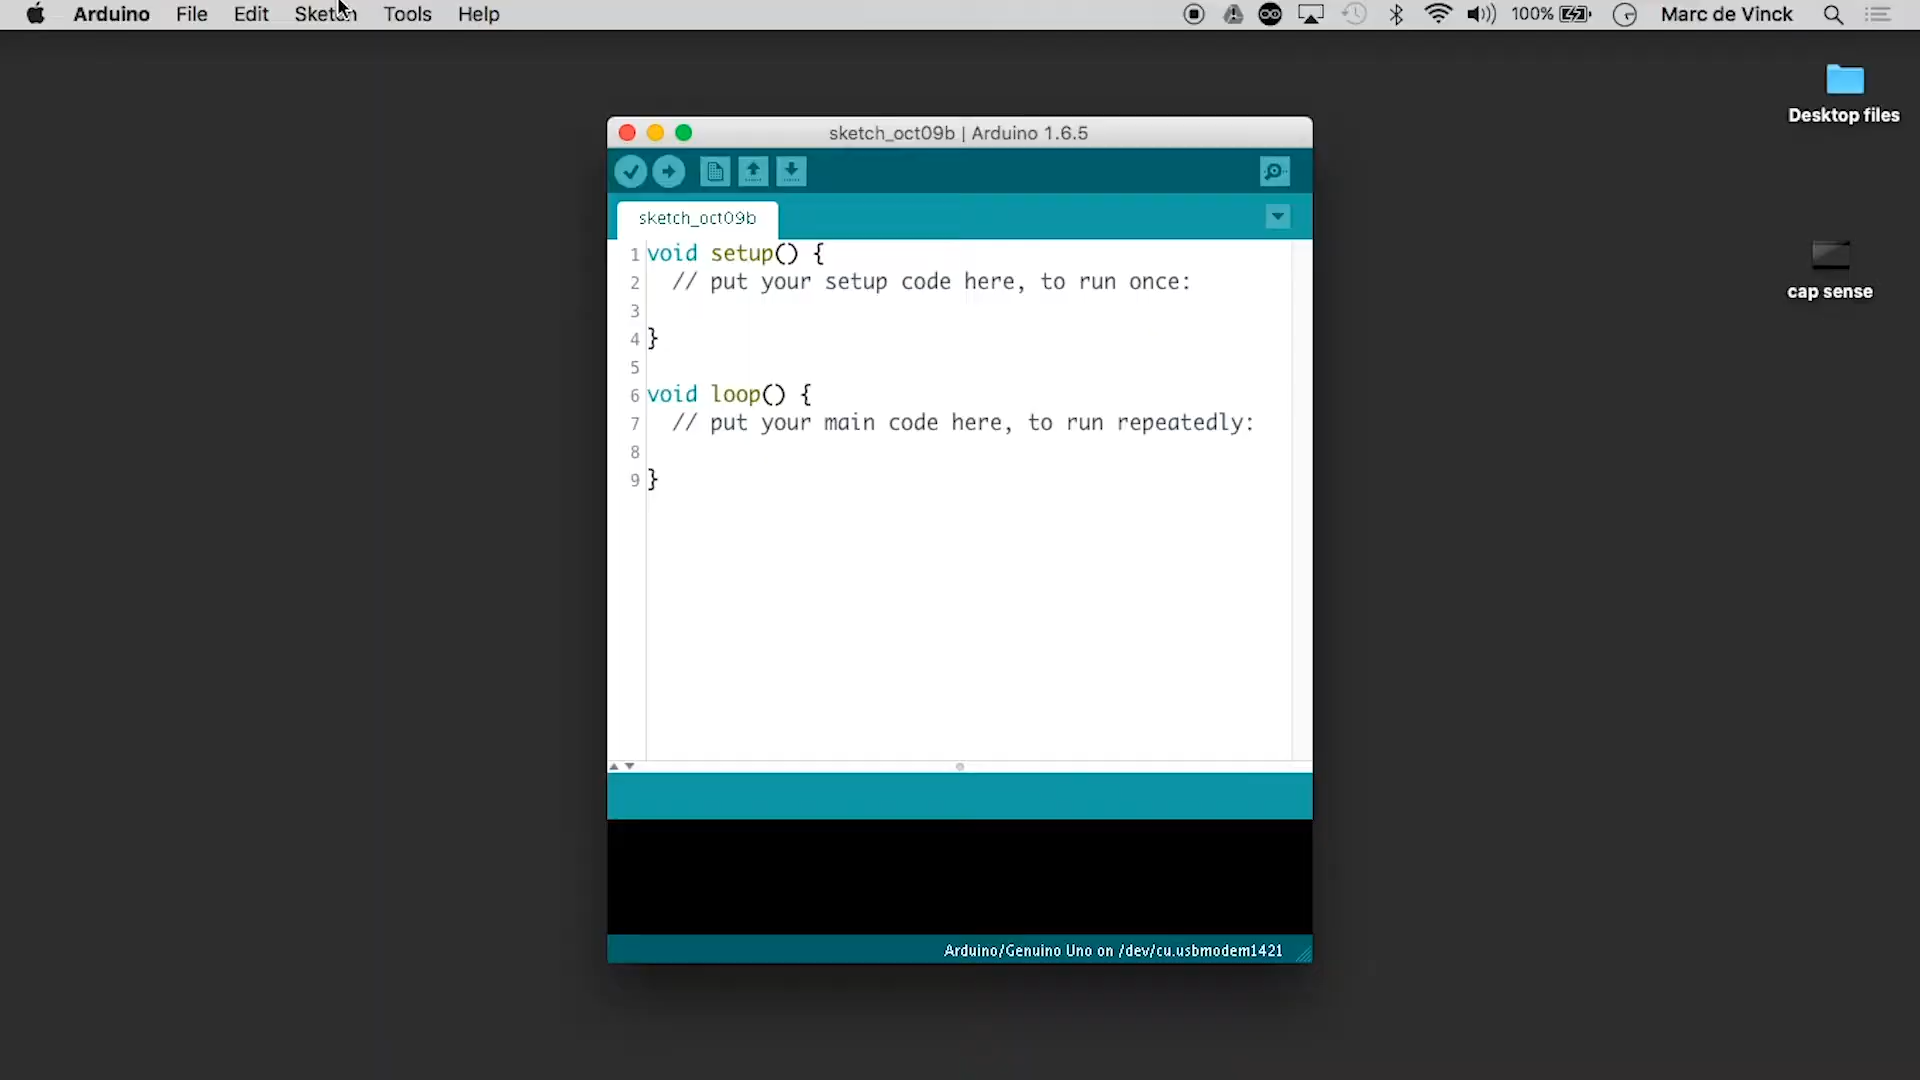 Arduino File Edit Sketch Tools Help 100% Marc de Vinck
Desktop files
cap sense
sketch_oct09b | Arduino 1.6.5
sketch_oct09b
1 void setup() {
2 // put your setup code here, to run once:
3
4 }
5
6 void loop() {
7 // put your main code here, to run repeatedly:
8
9 }
Arduino/Genuino Uno on /dev/cu.usbmodem1421